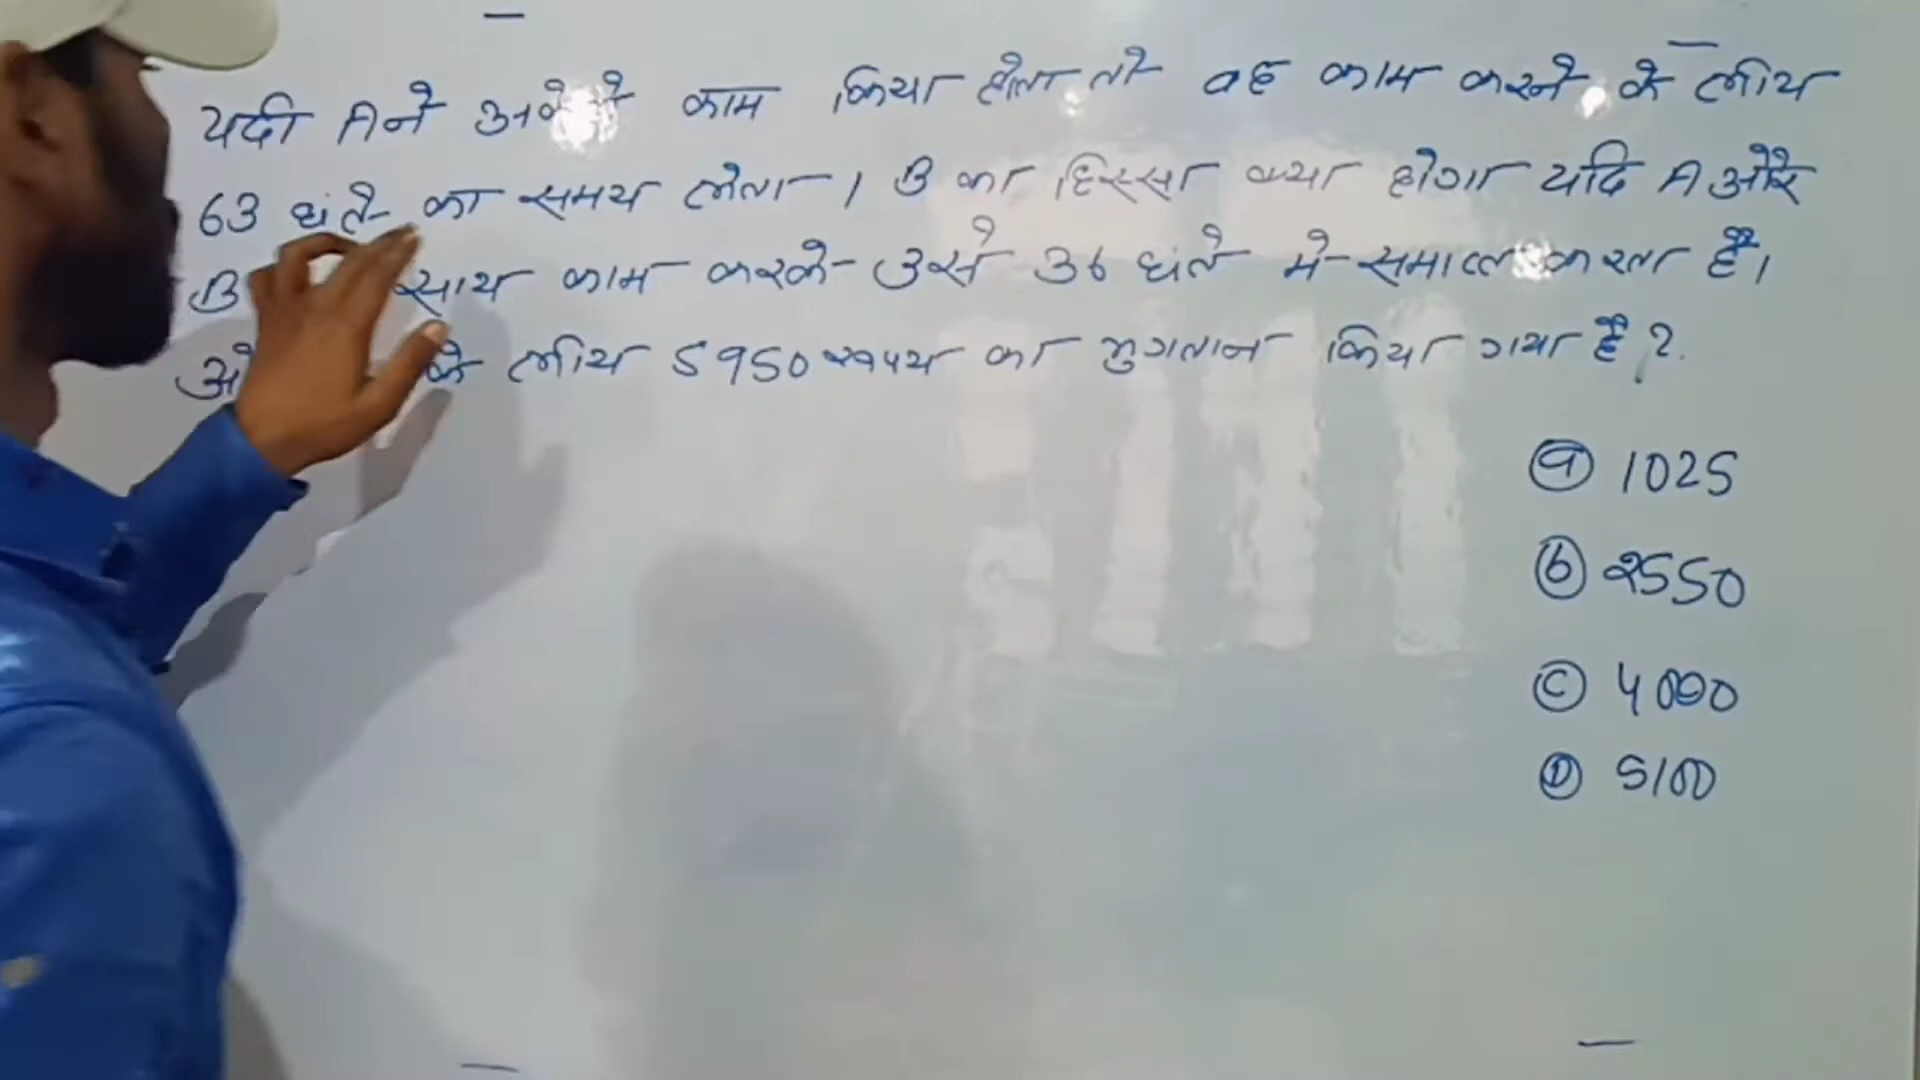 यदी A ने अकेले काम किया होता तो वह काम करने के लीय
63 घंते का समय लेता । B का हिस्सा क्या होगा यदि A और
B साथ काम करके उसे 36 घंते मे समाप्त करता है।
के लीय 5950 रूपय का भुगतान किया गया है ?
(a) 1025
(b) 2550
(c) 4000
(D) 5100